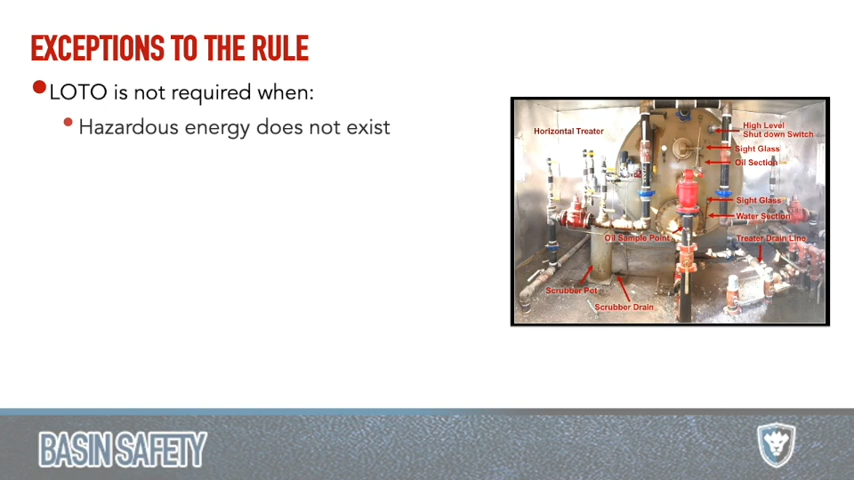 EXCEPTIONS TO THE RULE
LOTO is not required when:
Hazardous energy does not exist
Horizontal Treater
High Level
Shut down Switch
Sight Glass
Oil Section
Sight Glass
Water Section
Oil Sample Point
Treater Drain Line
Scrubber Pot
Scrubber Drain
BASIN SAFETY